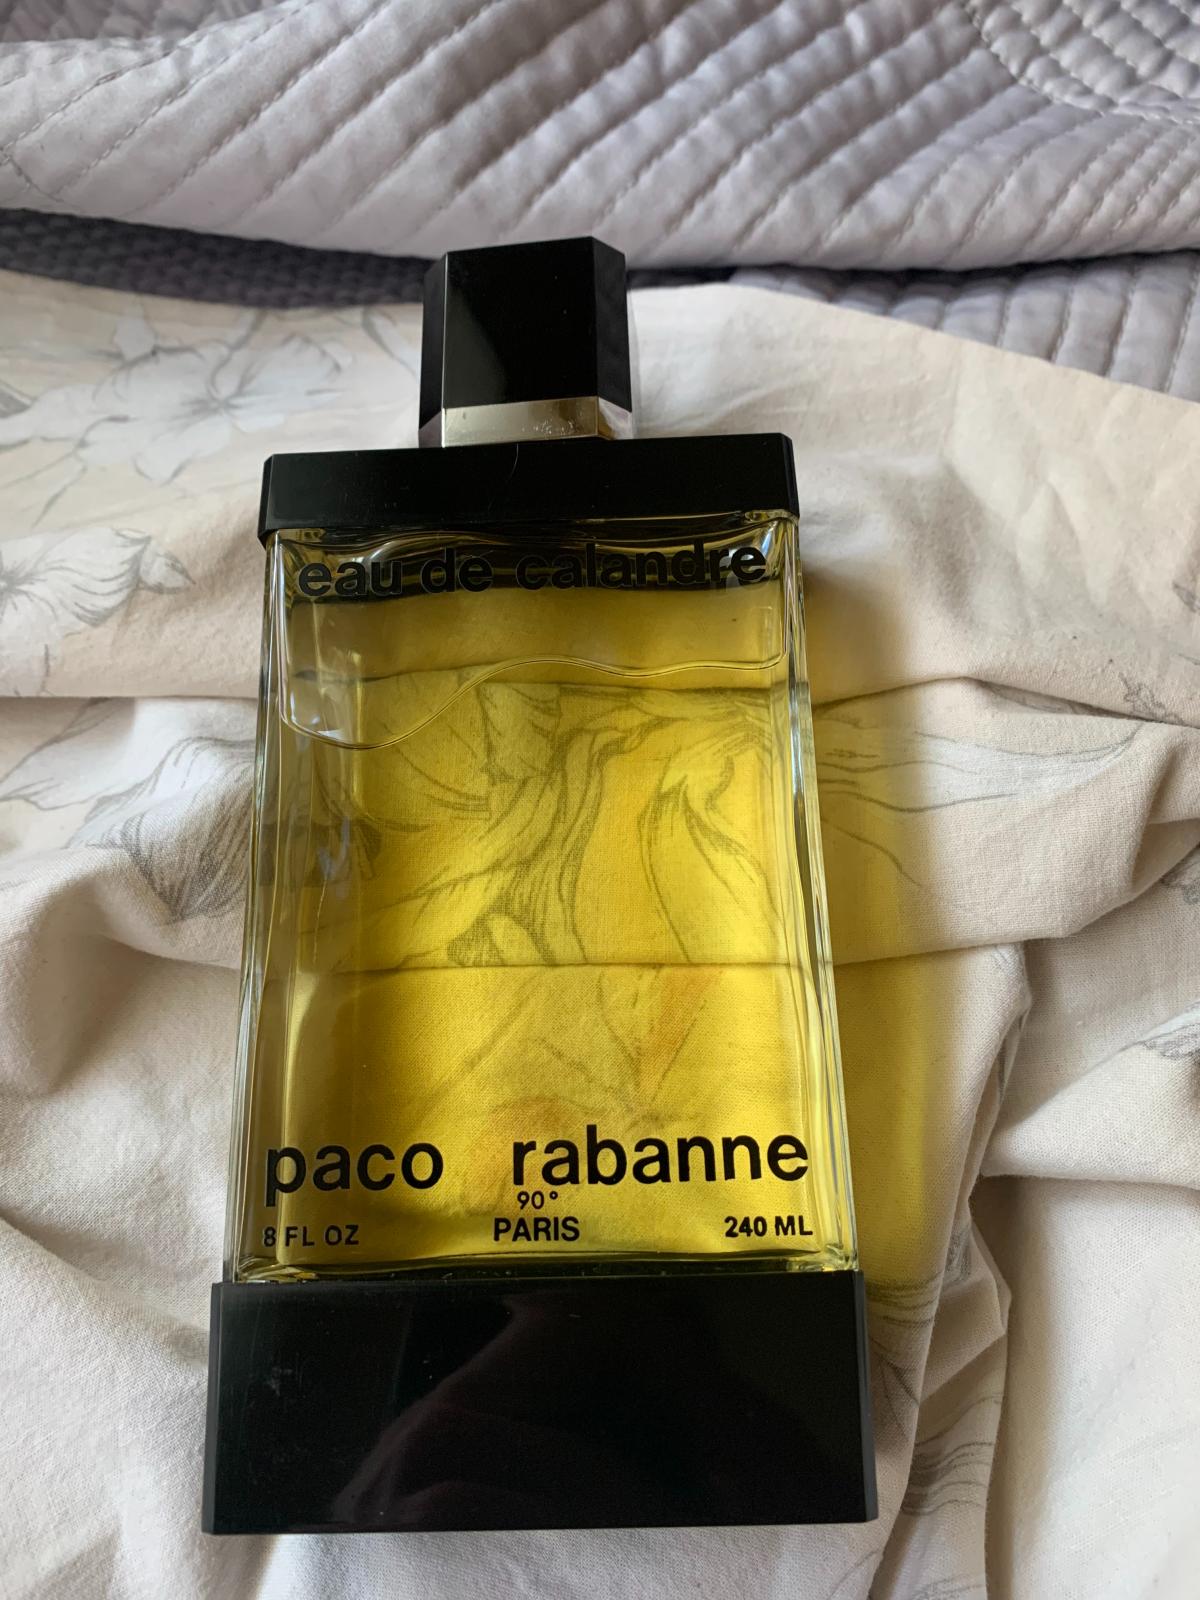 eau de calandre
paco rabanne
90°
8 FL OZ PARIS 240 ML